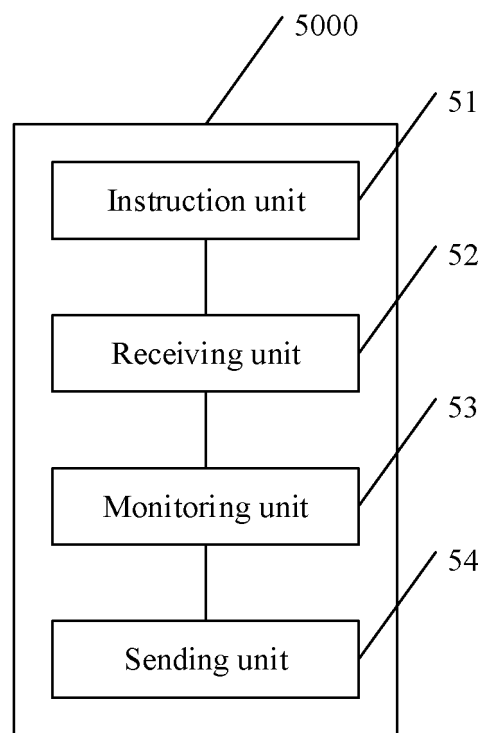 5000
51
Instruction unit
52
Receiving unit
53
Monitoring unit
54
Sending unit